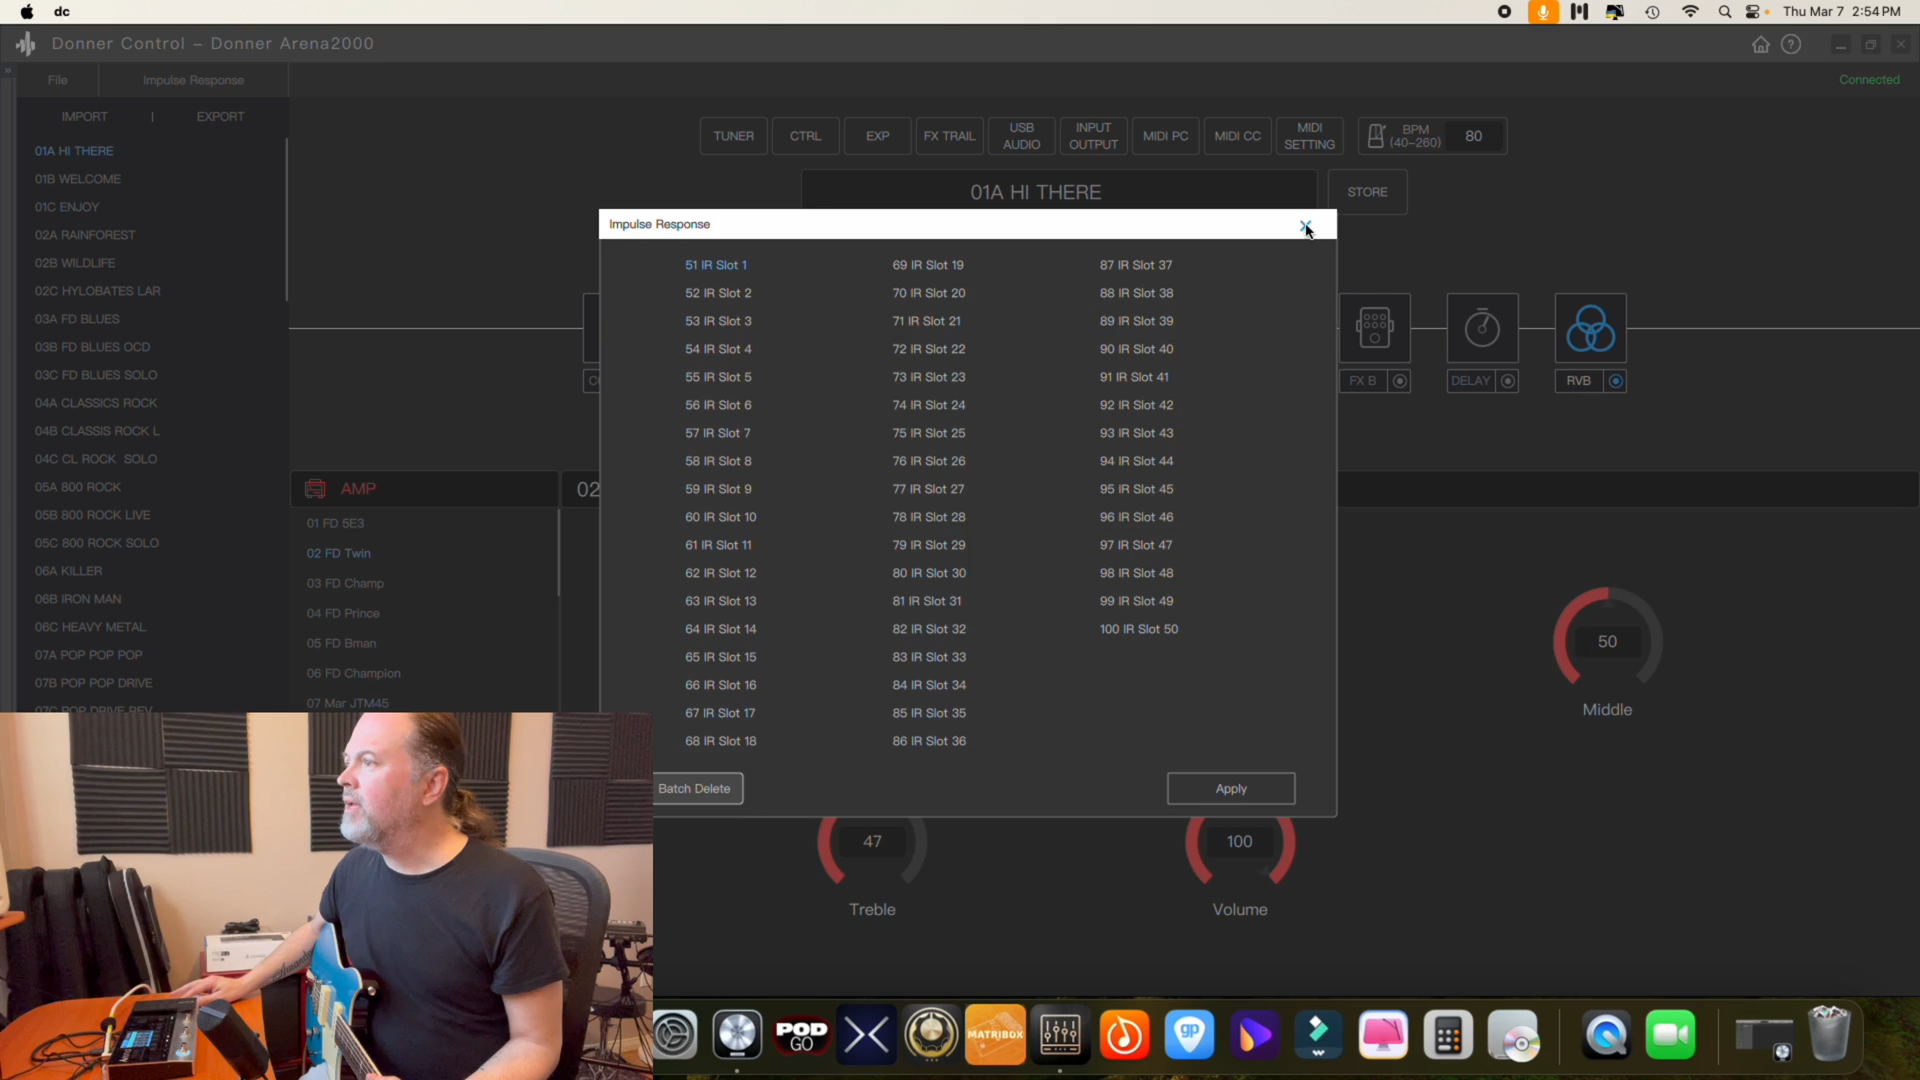 dc
Thu Mar 7 2:54 PM
Donner Control – Donner Arena2000
File
Impulse Response
Connected
IMPORT | EXPORT
01A HI THERE
01B WELCOME
01C ENJOY
02A RAINFOREST
02B WILDLIFE
02C HYLOBATES LAR
03A FD BLUES
03B FD BLUES OCD
03C FD BLUES SOLO
04A CLASSICS ROCK
04B CLASSIS ROCK L
04C CL ROCK SOLO
05A 800 ROCK
05B 800 ROCK LIVE
05C 800 ROCK SOLO
06A KILLER
06B IRON MAN
06C HEAVY METAL
07A POP POP POP
07B POP POP DRIVE
07C POP DRIVE REV
TUNER
CTRL
EXP
FX TRAIL
USB
AUDIO
INPUT
OUTPUT
MIDI PC
MIDI CC
MIDI
SETTING
BPM
(40–260)
80
01A HI THERE
STORE
Impulse Response
51 IR Slot 1
52 IR Slot 2
53 IR Slot 3
54 IR Slot 4
55 IR Slot 5
56 IR Slot 6
57 IR Slot 7
58 IR Slot 8
59 IR Slot 9
60 IR Slot 10
61 IR Slot 11
62 IR Slot 12
63 IR Slot 13
64 IR Slot 14
65 IR Slot 15
66 IR Slot 16
67 IR Slot 17
68 IR Slot 18
69 IR Slot 19
70 IR Slot 20
71 IR Slot 21
72 IR Slot 22
73 IR Slot 23
74 IR Slot 24
75 IR Slot 25
76 IR Slot 26
77 IR Slot 27
78 IR Slot 28
79 IR Slot 29
80 IR Slot 30
81 IR Slot 31
82 IR Slot 32
83 IR Slot 33
84 IR Slot 34
85 IR Slot 35
86 IR Slot 36
87 IR Slot 37
88 IR Slot 38
89 IR Slot 39
90 IR Slot 40
91 IR Slot 41
92 IR Slot 42
93 IR Slot 43
94 IR Slot 44
95 IR Slot 45
96 IR Slot 46
97 IR Slot 47
98 IR Slot 48
99 IR Slot 49
100 IR Slot 50
Batch Delete
Apply
FX B
DELAY
RVB
AMP
02
01 FD 5E3
02 FD Twin
03 FD Champ
04 FD Prince
05 FD Bman
06 FD Champion
07 Mar JTM45
50
Middle
47
Treble
100
Volume
POD
GO
MATRIBOX
gp